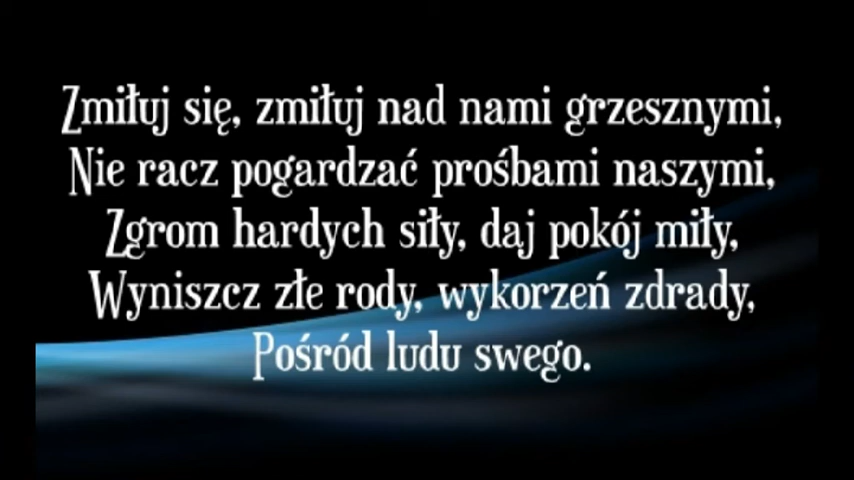 Zmiłuj się, zmiłuj nad nami grzesznymi,
Nie racz pogardzać prośbami naszymi,
Zgrom hardych siły, daj pokój miły,
Wyniszcz złe rody, wykorzeń zdrady,
Pośród ludu swego.